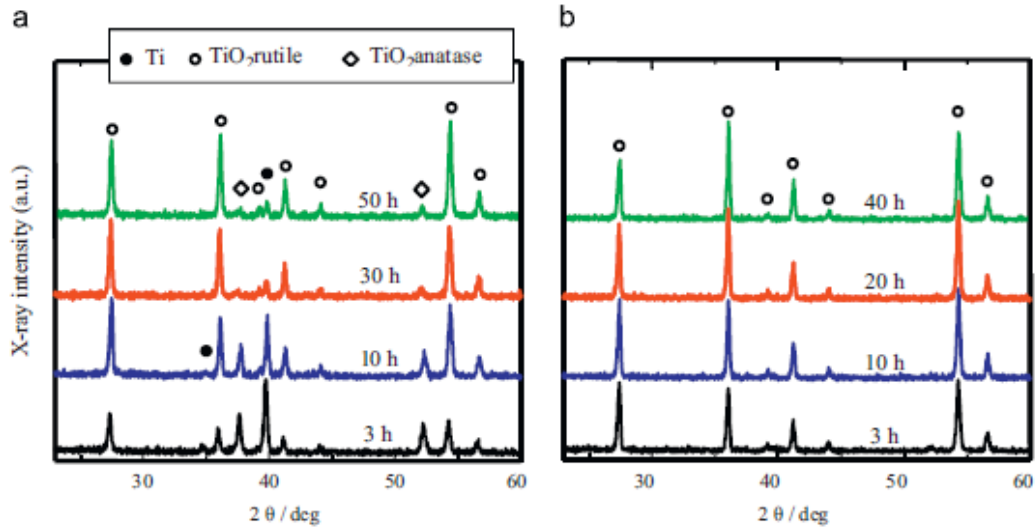 a
● Ti ○ TiO₂rutile ◇ TiO₂anatase
X-ray intensity (a.u.)
50 h
30 h
10 h
3 h
30 40 50 60
2 θ / deg
b
40 h
20 h
10 h
3 h
30 40 50 60
2 θ / deg